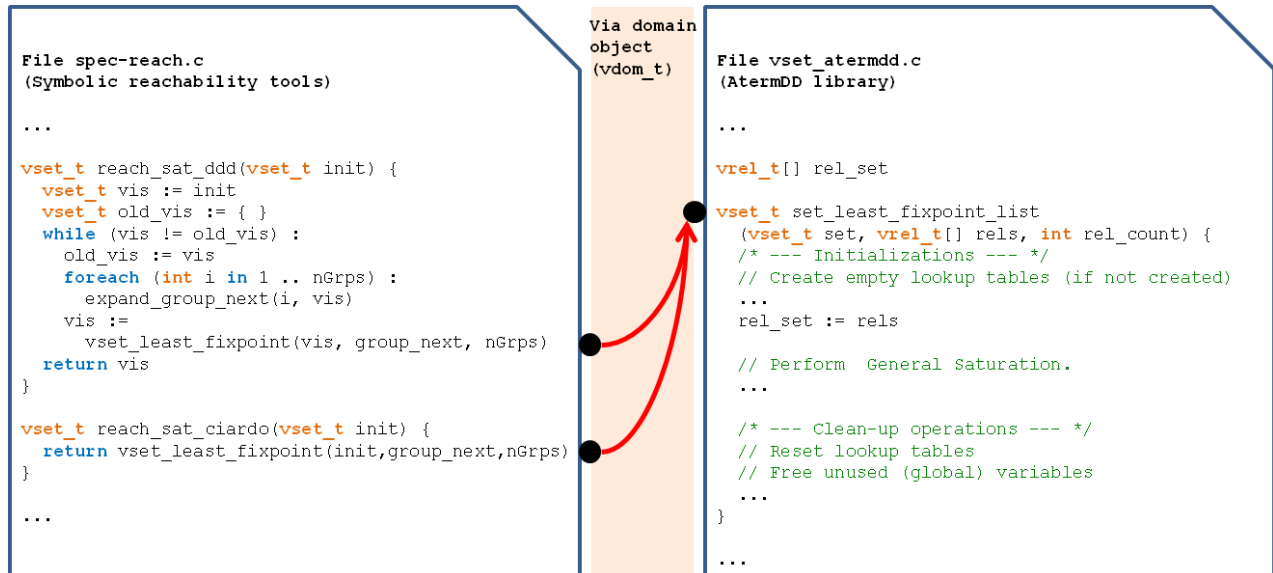 File spec-reach.c
(Symbolic reachability tools)
...
vset_t reach_sat_ddd(vset_t init) {
vset_t vis := init
vset_t old_vis := { }
while (vis != old_vis) :
old_vis := vis
foreach (int i in 1 .. nGrps) :
expand_group_next(i, vis)
vis :=
vset_least_fixpoint(vis, group_next, nGrps)
return vis
}
vset_t reach_sat_ciardo(vset_t init) {
return vset_least_fixpoint(init,group_next,nGrps)
}
...
Via domain
object
(vdom_t)
File vset_atermdd.c
(AtermDD library)
...
vrel_t[] rel_set
vset_t set_least_fixpoint_list
(vset_t set, vrel_t[] rels, int rel_count) {
/* --- Initializations --- */
// Create empty lookup tables (if not created)
...
rel_set := rels
// Perform  General Saturation.
...
/* --- Clean-up operations --- */
// Reset lookup tables
// Free unused (global) variables
...
}
...